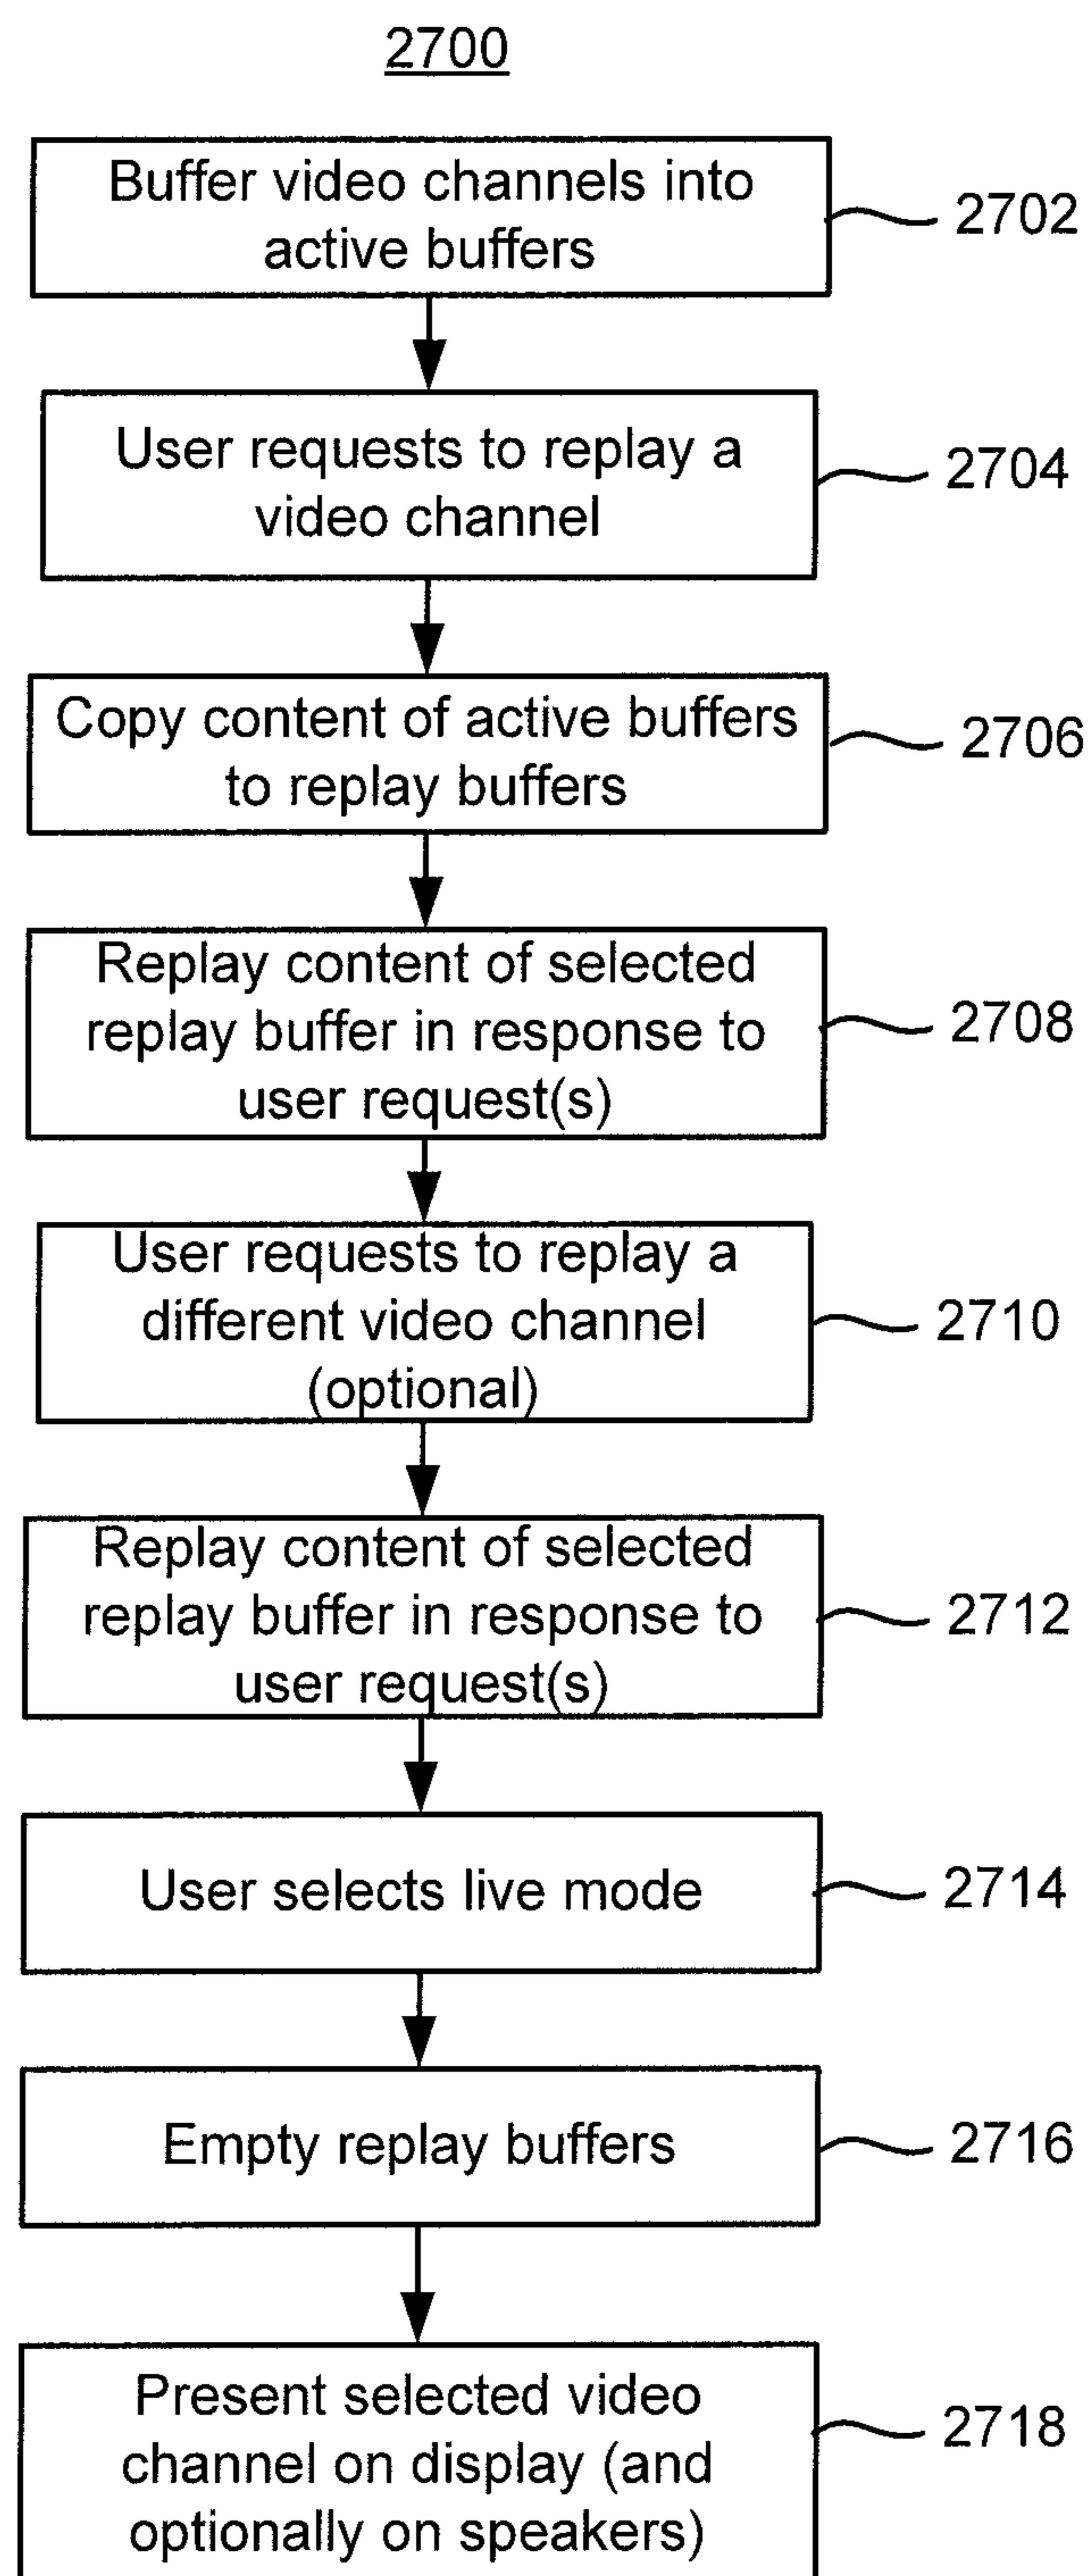 2700
Buffer video channels into
active buffers
2702
User requests to replay a
video channel
2704
Copy content of active buffers
to replay buffers
2706
Replay content of selected
replay buffer in response to
user request(s)
2708
User requests to replay a
different video channel
(optional)
2710
Replay content of selected
replay buffer in response to
user request(s)
2712
User selects live mode
2714
Empty replay buffers
2716
Present selected video
channel on display (and
optionally on speakers)
2718